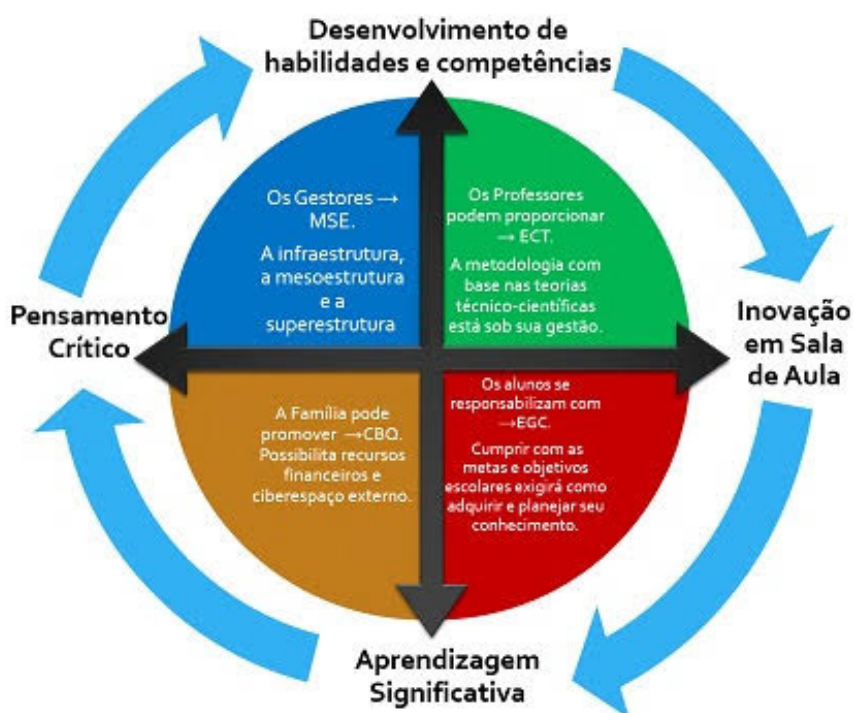 Desenvolvimento de
habilidades e competências
Os Gestores →
MSE.
A infraestrutura,
a mesoestrutura
e a
superestrutura
Os Professores
podem proporcionar
→ ECT.
A metodologia com
base nas teorias
técnico-científicas
está sob sua gestão.
Pensamento
Crítico
Inovação
em Sala
de Aula
A Família pode
promover →CBQ.
Possibilita recursos
financeiros e
ciberespaço externo.
Os alunos se
responsabilizam com
→EGC.
Cumprir com as
metas e objetivos
escolares exigirá como
adquirir e planejar seu
conhecimento.
Aprendizagem
Significativa